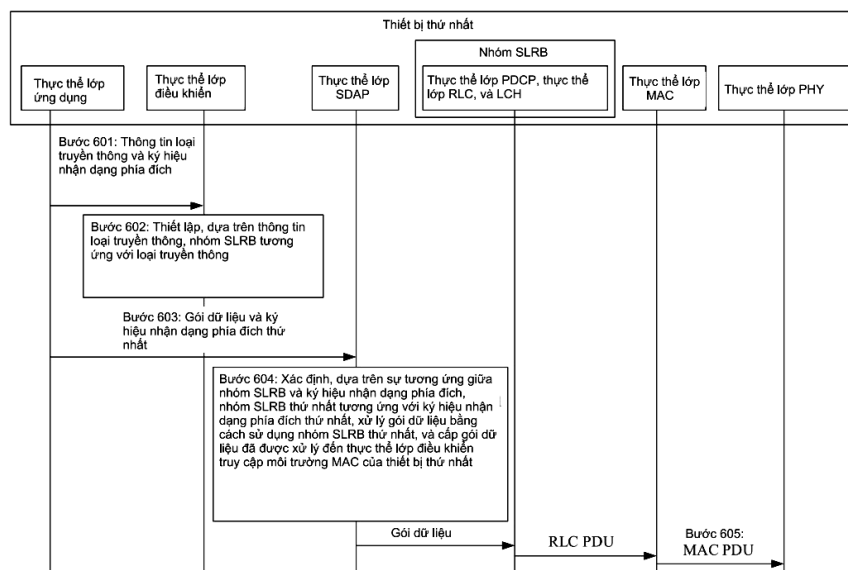 Thiết bị thứ nhất
Nhóm SLRB
Thực thể lớp
ứng dụng
Thực thể lớp
điều khiển
Thực thể lớp
SDAP
Thực thể lớp PDCP, thực thể
lớp RLC, và LCH
Thực thể lớp
MAC
Thực thể lớp PHY
Bước 601: Thông tin loại
truyền thông và ký hiệu
nhận dạng phía đích
Bước 602: Thiết lập, dựa trên thông tin
loại truyền thông, nhóm SLRB tương
ứng với loại truyền thông
Bước 603: Gói dữ liệu và ký
hiệu nhận dạng phía đích thứ
nhất
Bước 604: Xác định, dựa trên sự tương ứng giữa
nhóm SLRB và ký hiệu nhận dạng phía đích,
nhóm SLRB thứ nhất tương ứng với ký hiệu nhận
dạng phía đích thứ nhất, xử lý gói dữ liệu bằng
cách sử dụng nhóm SLRB thứ nhất, và cấp gói dữ
liệu đã được xử lý đến thực thể lớp điều khiển
truy cập môi trường MAC của thiết bị thứ nhất
Gói dữ liệu
RLC PDU
Bước 605:
MAC PDU